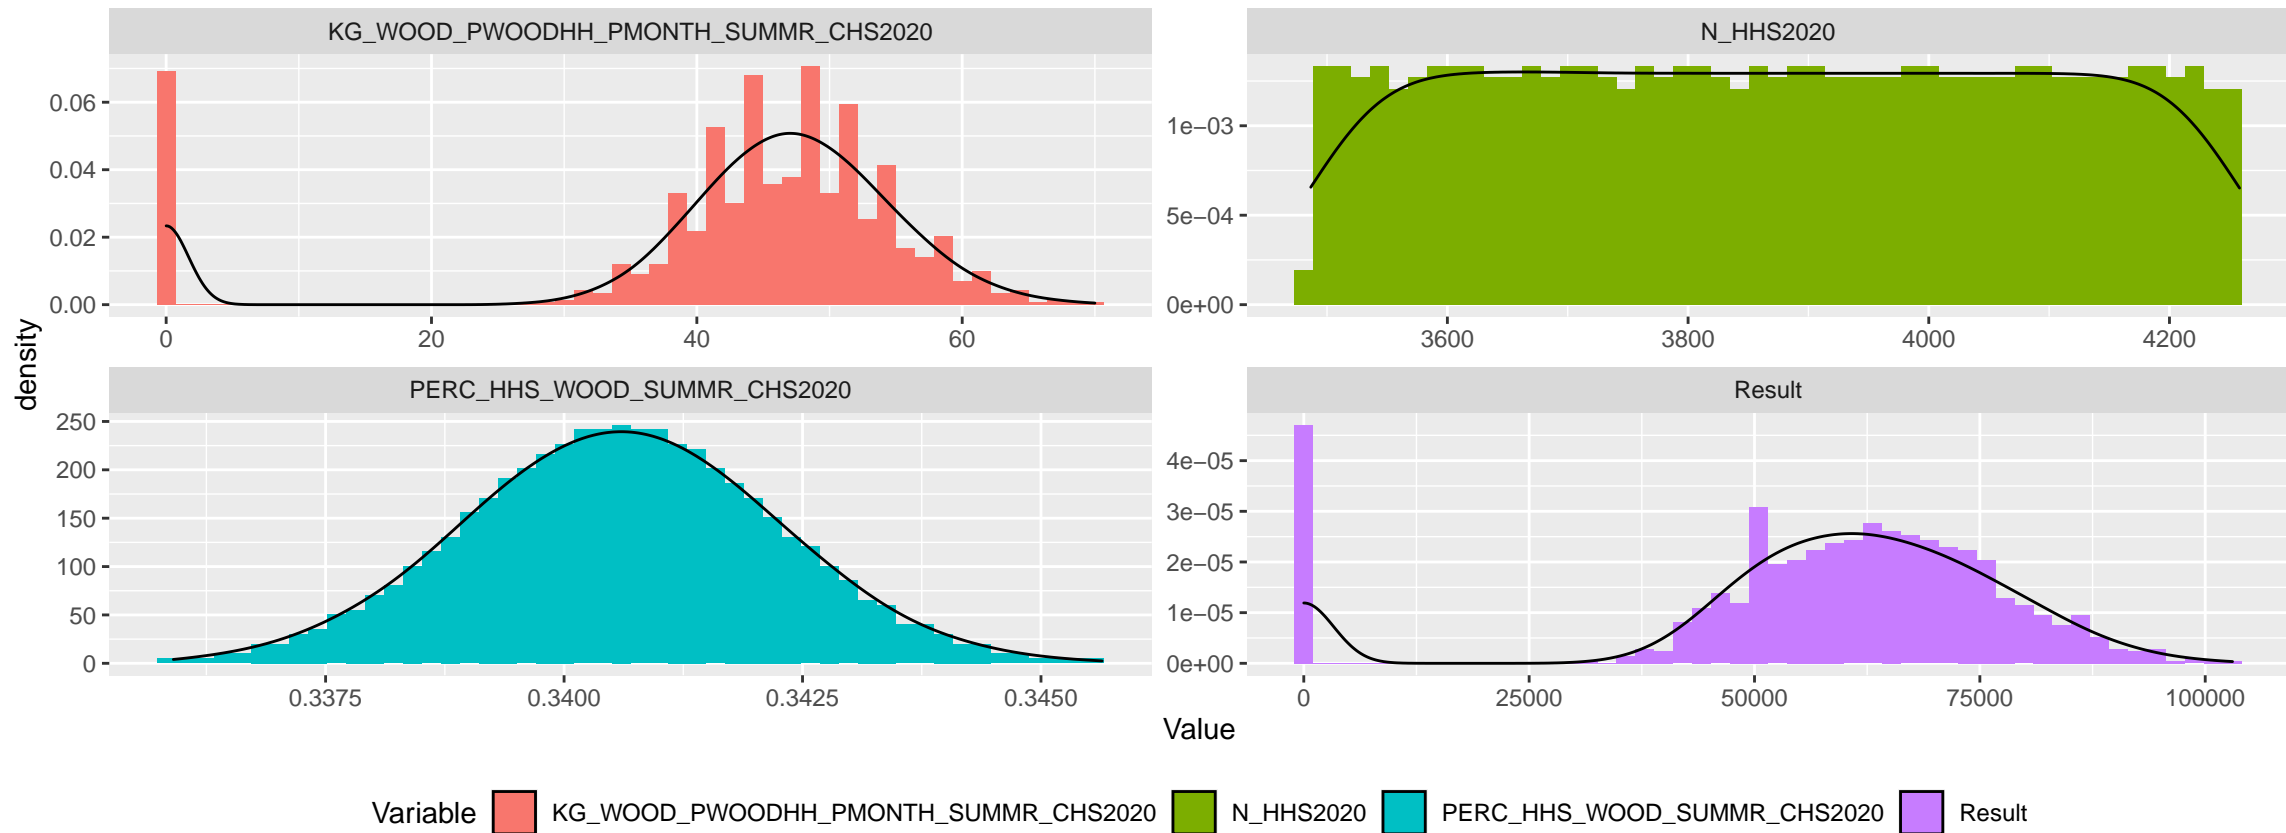 KG_WOOD_PWOODHH_PMONTH_SUMMR_CHS2020
N_HHS2020
0.06
0.04
0.02
0.00
0
20
40
60
1e−03
5e−04
0e+00
3600
3800
4000
4200
density
PERC_HHS_WOOD_SUMMR_CHS2020
Result
250
200
150
100
50
0
0.3375
0.3400
0.3425
0.3450
4e−05
3e−05
2e−05
1e−05
0e+00
0
25000
50000
75000
100000
Value
Variable KG_WOOD_PWOODHH_PMONTH_SUMMR_CHS2020 N_HHS2020 PERC_HHS_WOOD_SUMMR_CHS2020 Result